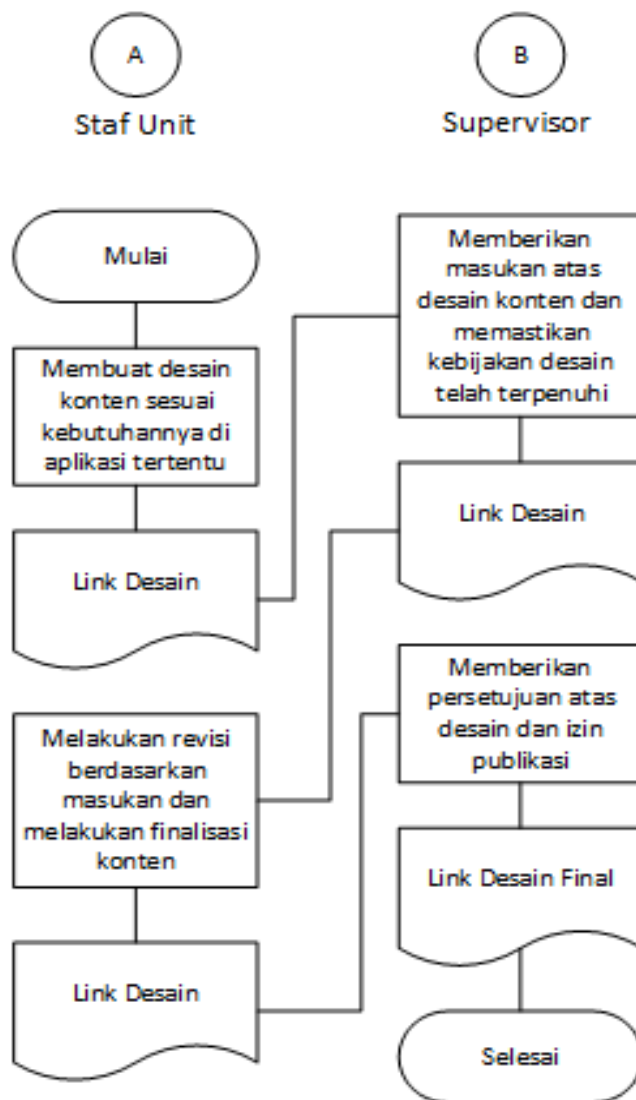 A
Staf Unit
B
Supervisor
Mulai
Membuat desain
konten sesuai
kebutuhannya di
aplikasi tertentu
Link Desain
Memberikan
masukan atas
desain konten dan
memastikan
kebijakan desain
telah terpenuhi
Link Desain
Melakukan revisi
berdasarkan
masukan dan
melakukan finalisasi
konten
Link Desain
Memberikan
persetujuan atas
desain dan izin
publikasi
Link Desain Final
Selesai